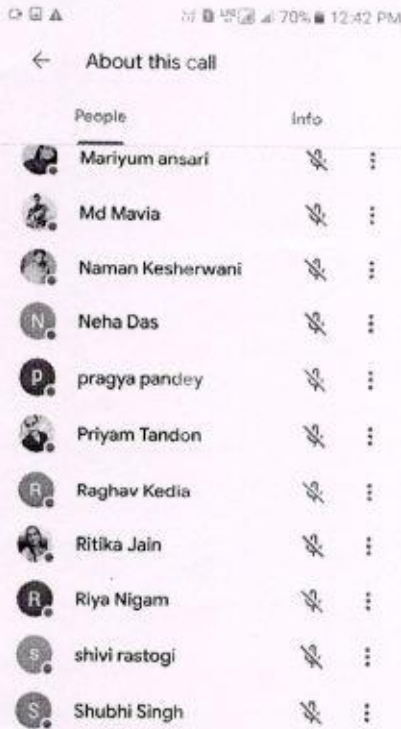 70% 12:42 PM
← About this call
People Info
Mariyum ansari
Md Mavia
Naman Kesherwani
N Neha Das
P pragya pandey
Priyam Tandon
R Raghav Kedia
Ritika Jain
R Riya Nigam
s shivi rastogi
S Shubhi Singh